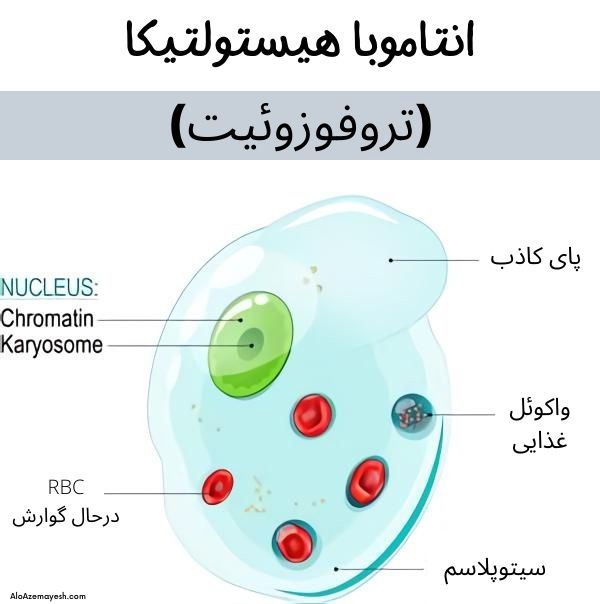 انتاموبا هیستولتیکا
(تروفوزوئیت)
پای کاذب
NUCLEUS:
Chromatin
Karyosome
واکوئل
غذایی
RBC
درحال گوارش
سیتوپلاسم
AloAzemayesh.com